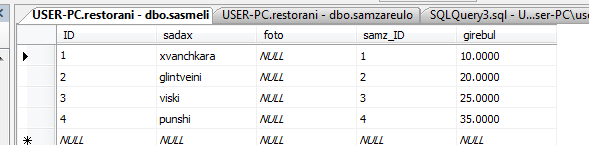 USER-PC.restorani - dbo.sasmeli USER-PC.restorani - dbo.samzareulo SQLQuery3.sql - U...ser-PC\use
ID sadax foto samz_ID girebul
1 xvanchkara NULL 1 10.0000
2 glintveini NULL 2 20.0000
3 viski NULL 3 25.0000
4 punshi NULL 4 35.0000
NULL NULL NULL NULL NULL